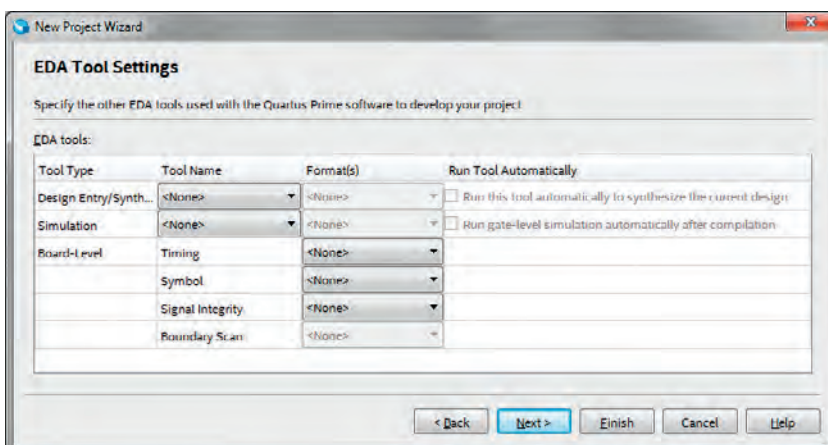 New Project Wizard
EDA Tool Settings
Specify the other EDA tools used with the Quartus Prime software to develop your project
EDA tools:
Tool Type Tool Name Format(s) Run Tool Automatically
Design Entry/Synth... <None> <None> Run this tool automatically to synthesize the current design
Simulation <None> <None> Run gate-level simulation automatically after compilation
Board-Level Timing <None>
Symbol <None>
Signal Integrity <None>
Boundary Scan <None>
< Back Next > Finish Cancel Help